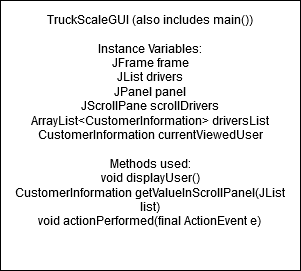 TruckScaleGUI (also includes main())
Instance Variables:
JFrame frame
JList drivers
JPanel panel
JScrollPane scrollDrivers
ArrayList<CustomerInformation> driversList
CustomerInformation currentViewedUser
Methods used:
void displayUser()
CustomerInformation getValueInScrollPanel(JList
list)
void actionPerformed(final ActionEvent e)